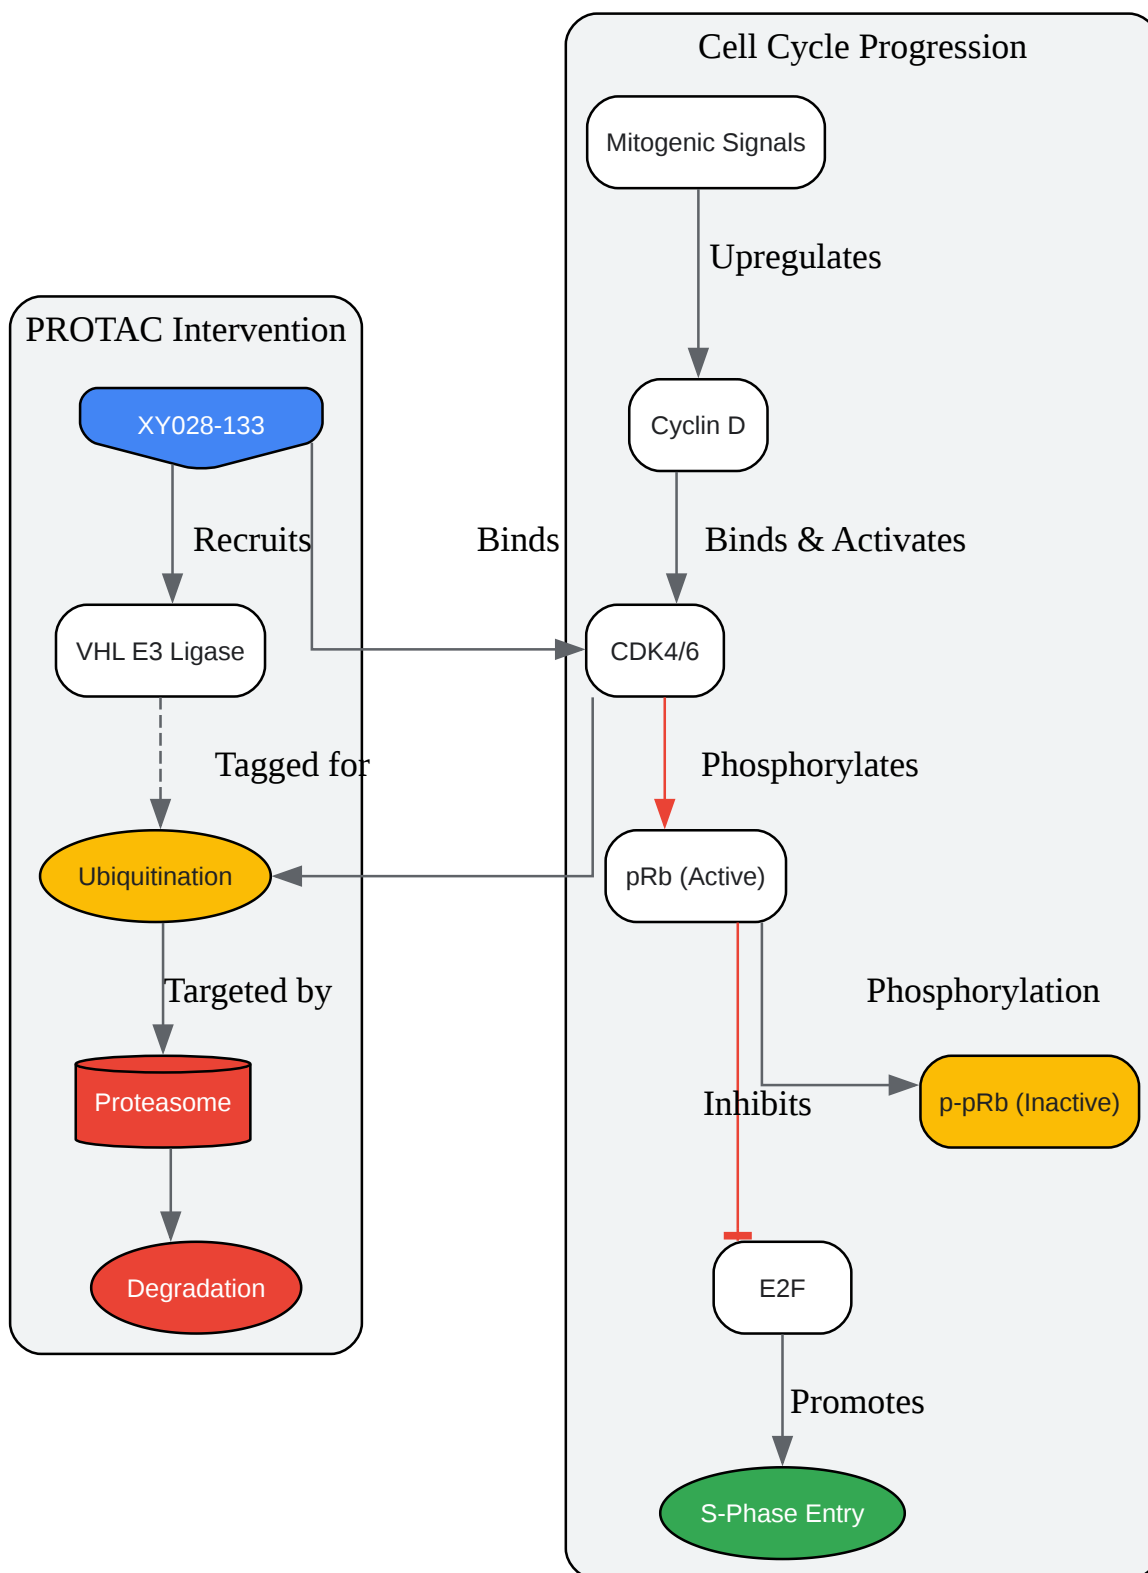 Cell Cycle Progression
Mitogenic Signals
Upregulates
PROTAC Intervention
XY028-133
Cyclin D
Recruits
Binds
Binds & Activates
VHL E3 Ligase
CDK4/6
Tagged for
Phosphorylates
Ubiquitination
pRb (Active)
Targeted by
Phosphorylation
Proteasome
Inhibits
p-pRb (Inactive)
Degradation
E2F
Promotes
S-Phase Entry